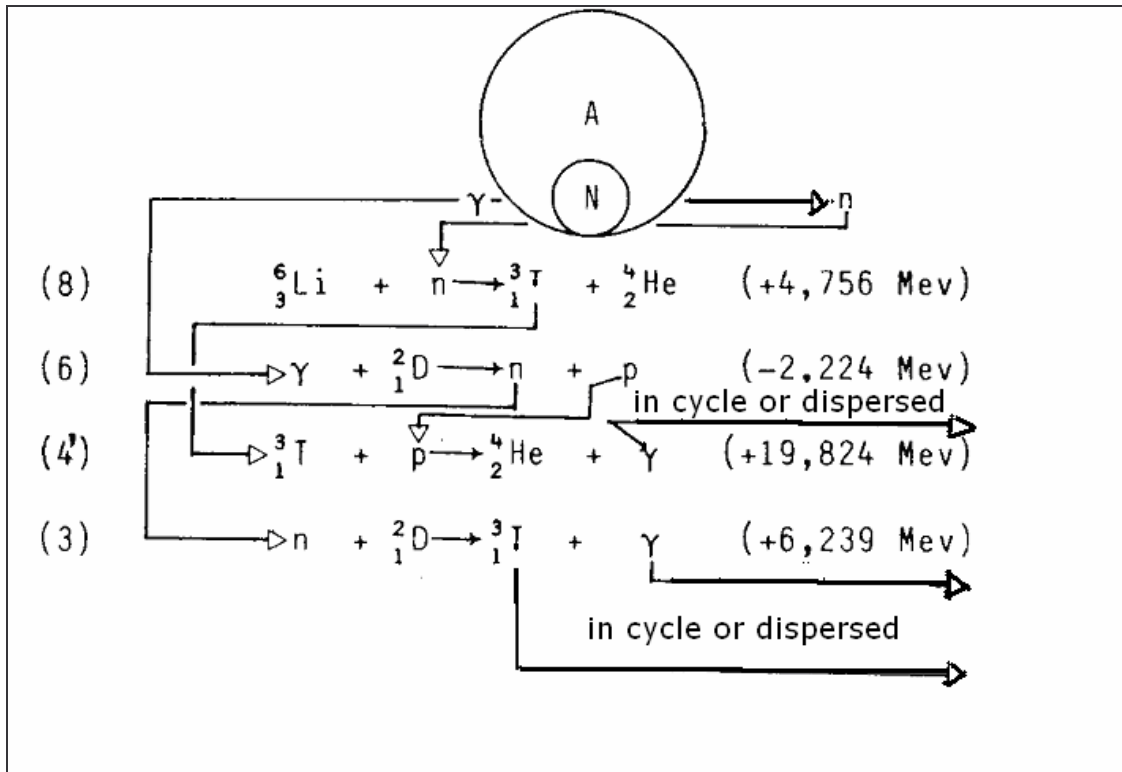 A
N
γ n
(8) ⁶₃Li + n → ³₁T + ⁴₂He (+4,756 Mev)
(6) γ + ²₁D → n + p (-2,224 Mev)
in cycle or dispersed
(4') ³₁T + p → ⁴₂He + γ (+19,824 Mev)
(3) n + ²₁D → ³₁T + γ (+6,239 Mev)
in cycle or dispersed